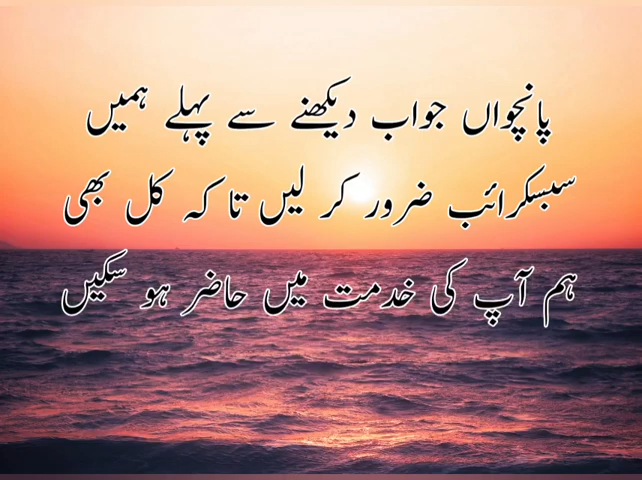 پانچواں جواب دیکھنے سے پہلے ہمیں
سبسکرائب ضرور کر لیں تا کہ کل بھی
ہم آپ کی خدمت میں حاضر ہو سکیں